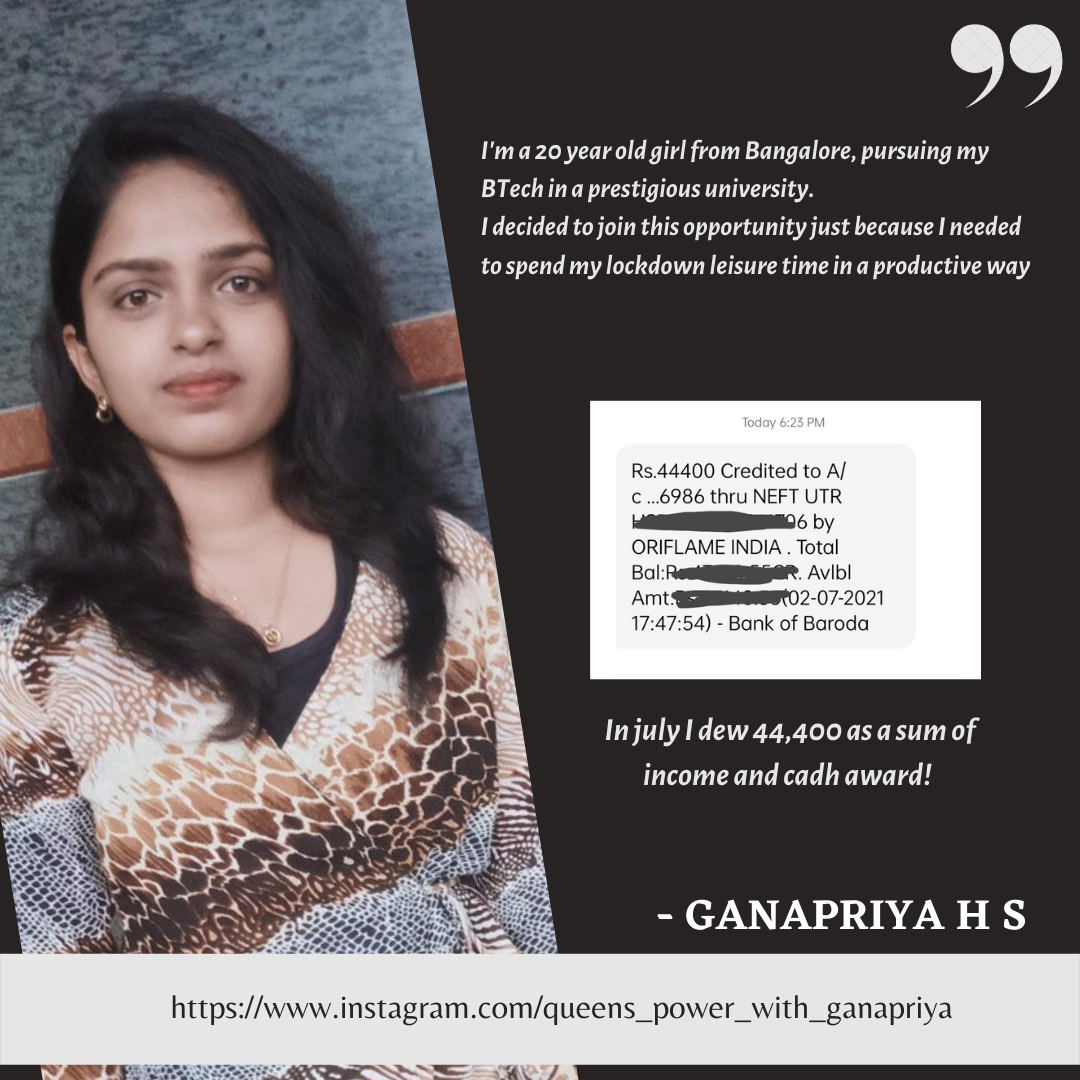 I'm a 20 year old girl from Bangalore, pursuing my
BTech in a prestigious university.
I decided to join this opportunity just because I needed
to spend my lockdown leisure time in a productive way
Today 6:23 PM
Rs.44400 Credited to A/
c ...6986 thru NEFT UTR
06 by
ORIFLAME INDIA . Total
Bal: Avlbl
Amt. (02-07-2021
17:47:54) - Bank of Baroda
In july I dew 44,400 as a sum of
income and cadh award!
- GANAPRIYA H S
https://www.instagram.com/queens_power_with_ganapriya